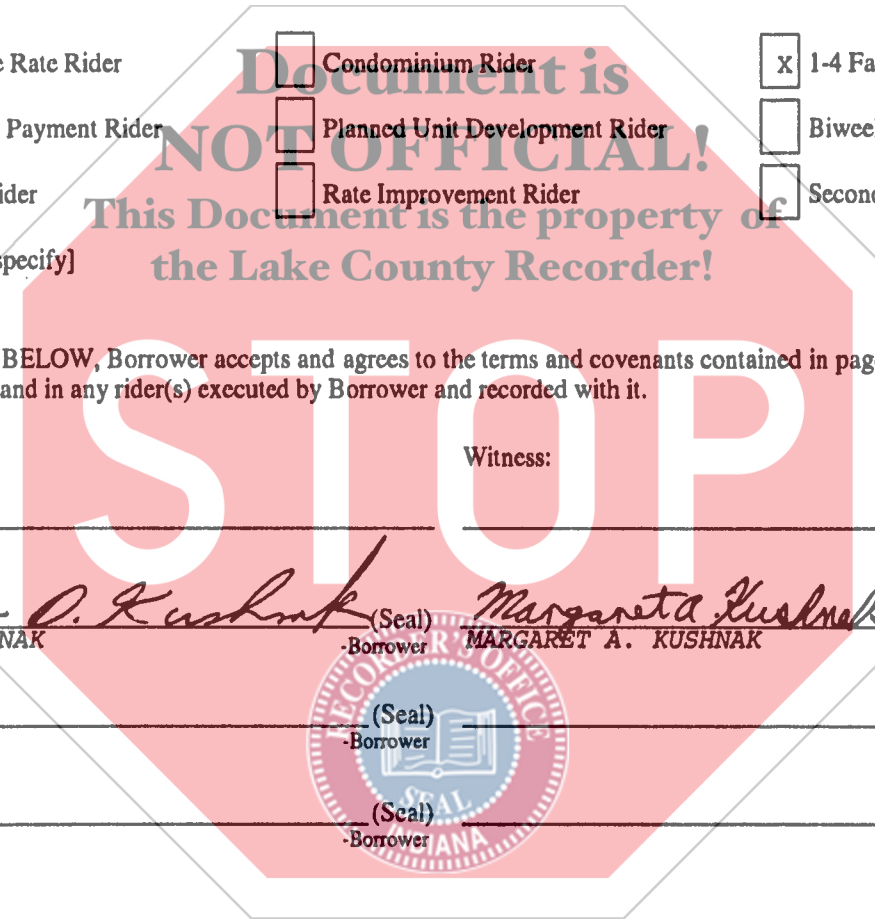 e Rate Rider Condominium Rider x 1-4 Fa
Document is
Payment Rider Planned Unit Development Rider Biweel
NOT OFFICIAL!
ider Rate Improvement Rider Second
This Document is the property of
specify]
the Lake County Recorder!
BELOW, Borrower accepts and agrees to the terms and covenants contained in pag
and in any rider(s) executed by Borrower and recorded with it.
STOP
Witness:
O. Kushnak (Seal) Margaret A Kushnak
NAK -Borrower MARGARET A. KUSHNAK
(Seal)
-Borrower
(Seal)
-Borrower
RECORDER'S OFFICE
SEAL
INDIANA